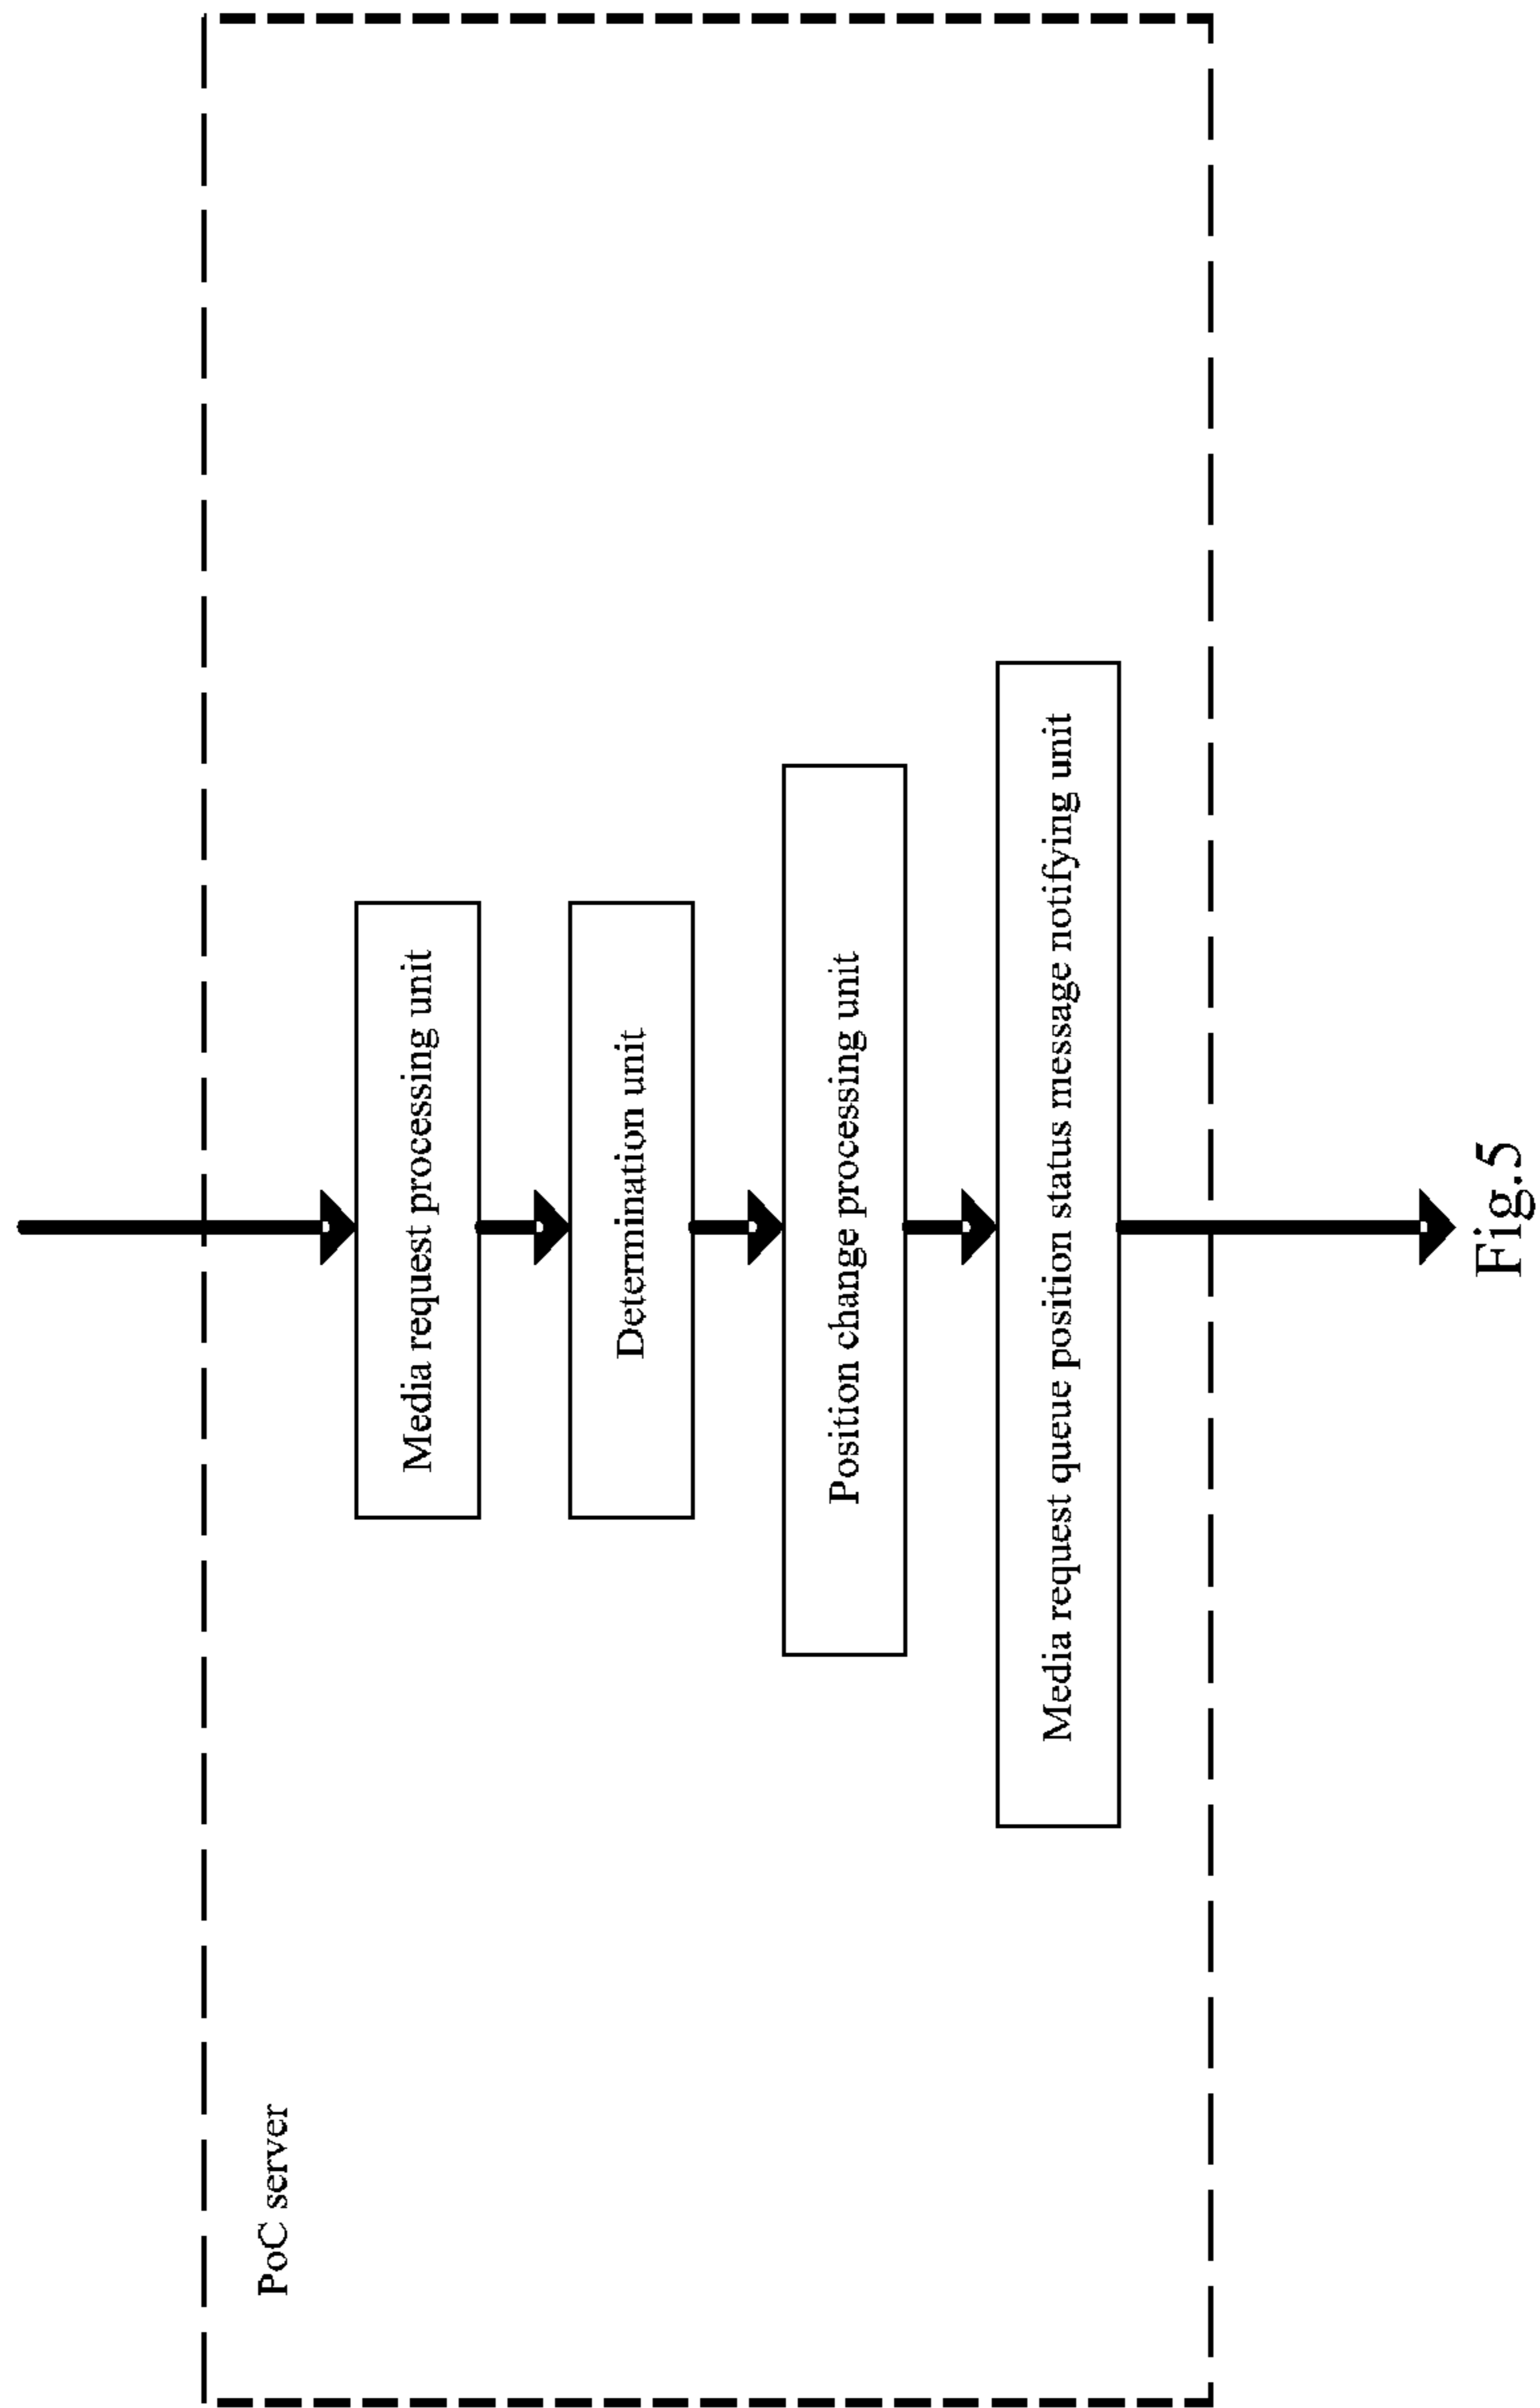 PoC server
Media request processing unit
Determination unit
Position change processing unit
Media request queue position status message notifying unit
Fig.5